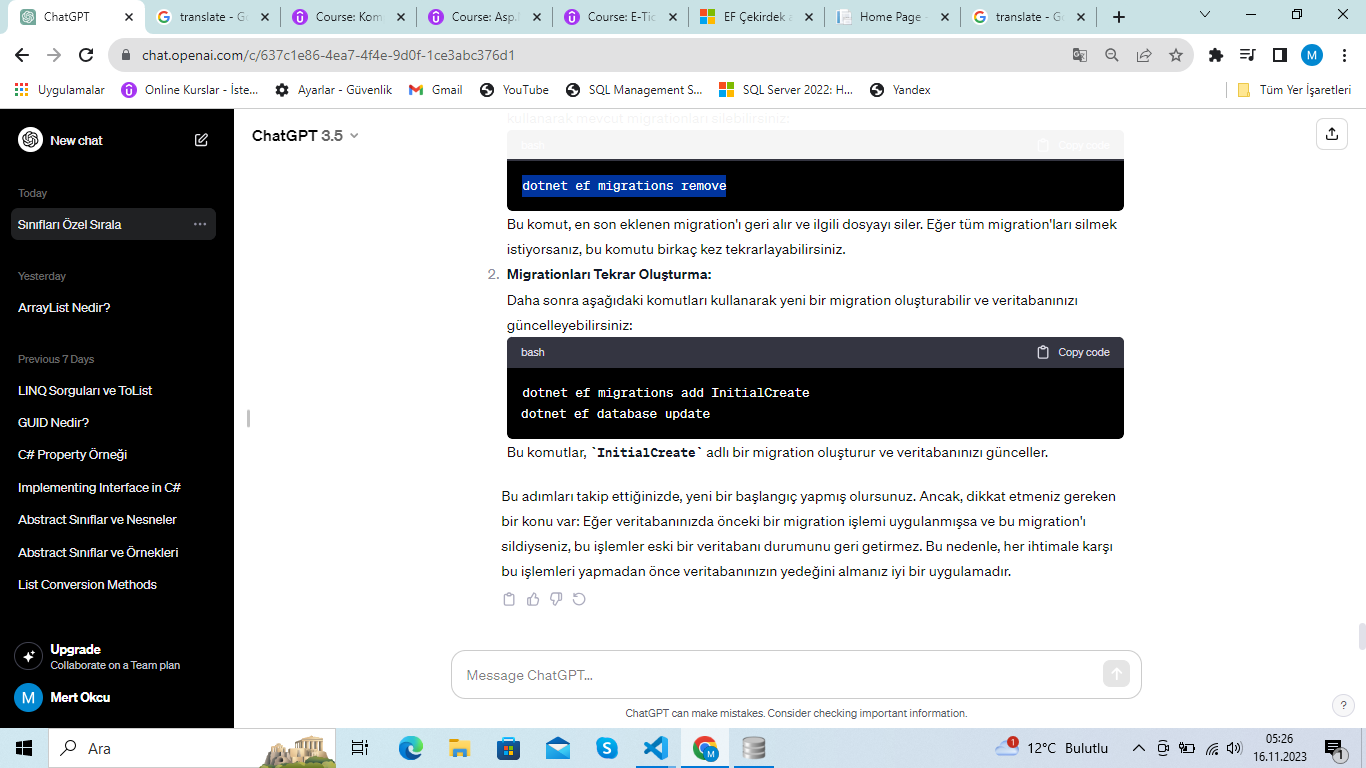 ChatGPT
translate - G
Course: Kom
Course: Asp.
Course: E-Tic
EF Çekirdek
Home Page -
translate - G
chat.openai.com/c/637c1e86-4ea7-4f4e-9d0f-1ce3abc376d1
M
Uygulamalar
Online Kurslar - İste...
Ayarlar - Güvenlik
Gmail
YouTube
SQL Management S...
SQL Server 2022: H...
Yandex
Tüm Yer İşaretleri
New chat
Today
Sınıfları Özel Sırala
Yesterday
ArrayList Nedir?
Previous 7 Days
LINQ Sorguları ve ToList
GUID Nedir?
C# Property Örneği
Implementing Interface in C#
Abstract Sınıflar ve Nesneler
Abstract Sınıflar ve Örnekleri
List Conversion Methods
Upgrade
Collaborate on a Team plan
M
Mert Okcu
ChatGPT 3.5
kullanarak mevcut migrationları silebilirsiniz:
bash
Copy code
dotnet ef migrations remove
Bu komut, en son eklenen migration'ı geri alır ve ilgili dosyayı siler. Eğer tüm migration'ları silmek
istiyorsanız, bu komutu birkaç kez tekrarlayabilirsiniz.
2. Migrationları Tekrar Oluşturma:
Daha sonra aşağıdaki komutları kullanarak yeni bir migration oluşturabilir ve veritabanınızı
güncelleyebilirsiniz:
bash
Copy code
dotnet ef migrations add InitialCreate
dotnet ef database update
Bu komutlar, `InitialCreate` adlı bir migration oluşturur ve veritabanınızı günceller.
Bu adımları takip ettiğinizde, yeni bir başlangıç yapmış olursunuz. Ancak, dikkat etmeniz gereken
bir konu var: Eğer veritabanınızda önceki bir migration işlemi uygulanmışsa ve bu migration'ı
sildiyseniz, bu işlemler eski bir veritabanı durumunu geri getirmez. Bu nedenle, her ihtimale karşı
bu işlemleri yapmadan önce veritabanınızın yedeğini almanız iyi bir uygulamadır.
Message ChatGPT...
ChatGPT can make mistakes. Consider checking important information.
?
Ara
1
12°C Bulutlu
05:26
16.11.2023
1